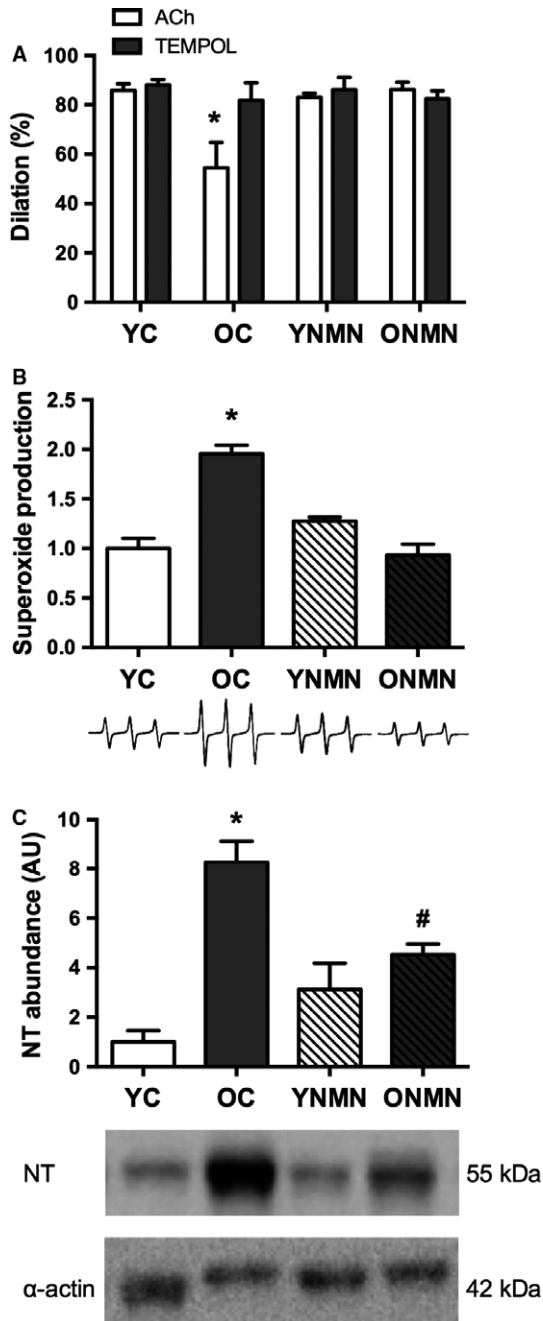 ACh
TEMPOL
A
Dilation (%)
100
80
60
40
20
0
*
YC OC YNMN ONMN
B
Superoxide production
2.5
2.0
1.5
1.0
0.5
0.0
*
YC OC YNMN ONMN
C
NT abundance (AU)
10
8
6
4
2
0
*
#
YC OC YNMN ONMN
NT 55 kDa
α-actin 42 kDa